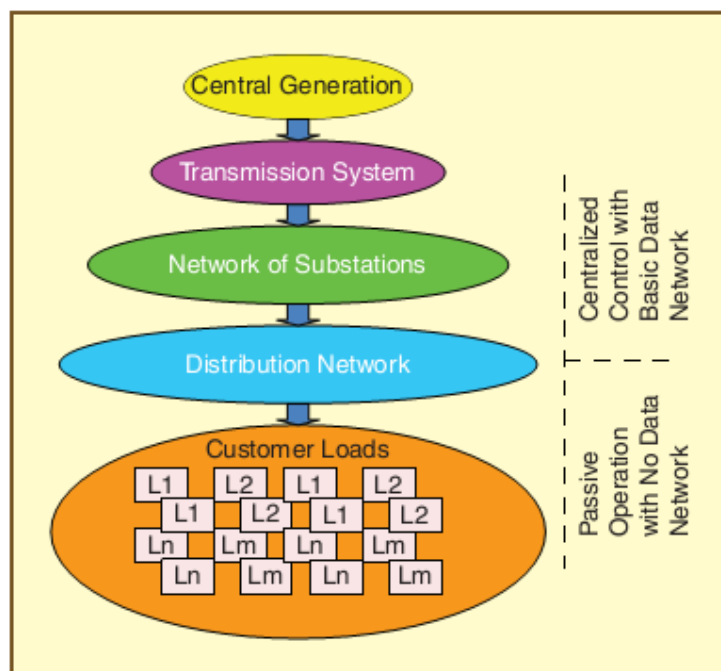 Central Generation
Transmission System
Network of Substations
Distribution Network
Customer Loads
L1 L2 L1 L2
L1 L2 L1 L2
Ln Lm Ln Lm
Ln Lm Ln Lm
Centralized
Control with
Basic Data
Network
Passive
Operation
with No Data
Network